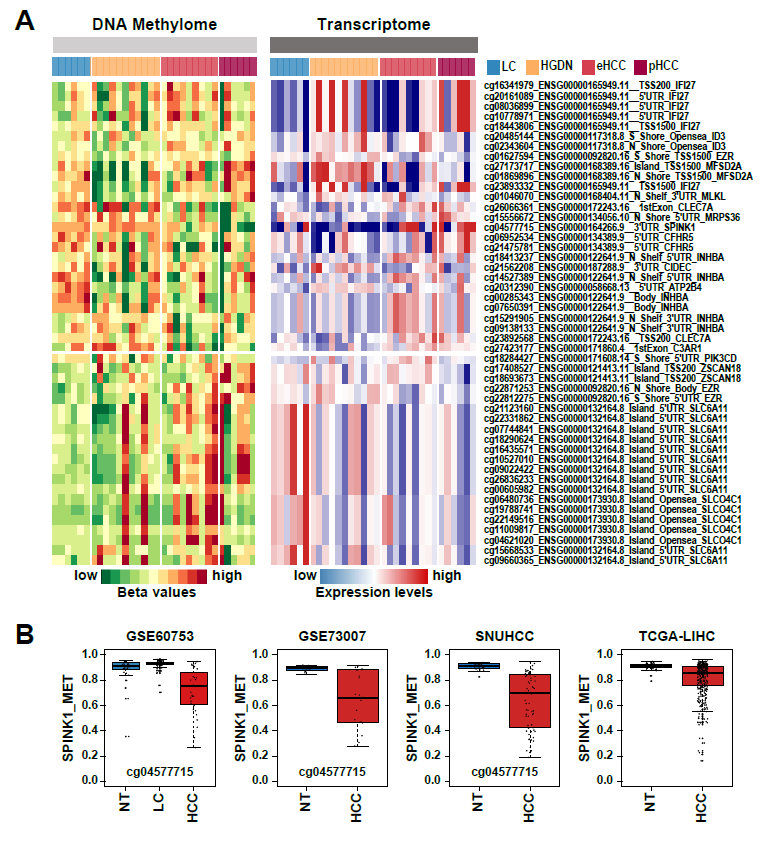 A
DNA Methylome
Transcriptome
LC HGDN eHCC pHCC
cg16341979_ENSG00000165949.11__TSS200_IFI27
cg20161089_ENSG00000165949.11__5'UTR_IFI27
cg08036899_ENSG00000165949.11__5'UTR_IFI27
cg10778971_ENSG00000165949.11__5'UTR_IFI27
cg18443806_ENSG00000165949.11__TSS1500_IFI27
cg20485144_ENSG00000117318.8_S_Shore_Opensea_ID3
cg02343604_ENSG00000117318.8_N_Shore_Opensea_ID3
cg01627594_ENSG00000092820.16_S_Shore_TSS1500_EZR
cg27173717_ENSG00000168389.16_Island_TSS1500_MFSD2A
cg01869896_ENSG00000168389.16_N_Shore_TSS1500_MFSD2A
cg23893332_ENSG00000165949.11__TSS1500_IFI27
cg01046070_ENSG00000168404.11_N_Shelf_3'UTR_MLKL
cg26066361_ENSG00000172243.16__1stExon_CLEC7A
cg15556672_ENSG00000134056.10_N_Shore_5'UTR_MRPS36
cg04577715_ENSG00000164266.9__3'UTR_SPINK1
cg06952534_ENSG00000134389.9__5'UTR_CFHR5
cg21475781_ENSG00000134389.9__5'UTR_CFHR5
cg18413237_ENSG00000122641.9_N_Shelf_5'UTR_INHBA
cg21562208_ENSG00000187288.9__3'UTR_CIDEC
cg14527389_ENSG00000122641.9_N_Shelf_5'UTR_INHBA
cg20312390_ENSG00000058668.13__5'UTR_ATP2B4
cg00285343_ENSG00000122641.9__Body_INHBA
cg07650391_ENSG00000122641.9__Body_INHBA
cg15291905_ENSG00000122641.9_N_Shelf_3'UTR_INHBA
cg09138133_ENSG00000122641.9_N_Shelf_3'UTR_INHBA
cg23892568_ENSG00000172243.16__TSS200_CLEC7A
cg27423177_ENSG00000171860.4__1stExon_C3AR1
cg18284427_ENSG00000171608.14_S_Shore_5'UTR_PIK3CD
cg17408527_ENSG00000121413.11_Island_TSS200_ZSCAN18
cg18693673_ENSG00000121413.11_Island_TSS200_ZSCAN18
cg22871253_ENSG00000092820.16_N_Shore_Body_EZR
cg22812275_ENSG00000092820.16_S_Shore_5'UTR_EZR
cg21123160_ENSG00000132164.8_Island_5'UTR_SLC6A11
cg22331862_ENSG00000132164.8_Island_5'UTR_SLC6A11
cg07744841_ENSG00000132164.8_Island_5'UTR_SLC6A11
cg18290624_ENSG00000132164.8_Island_5'UTR_SLC6A11
cg16435571_ENSG00000132164.8_Island_5'UTR_SLC6A11
cg10527010_ENSG00000132164.8_Island_5'UTR_SLC6A11
cg09022422_ENSG00000132164.8_Island_5'UTR_SLC6A11
cg26836233_ENSG00000132164.8_Island_5'UTR_SLC6A11
cg00605982_ENSG00000132164.8_Island_5'UTR_SLC6A11
cg06480736_ENSG00000173930.8_Island_Opensea_SLCO4C1
cg19788741_ENSG00000173930.8_Island_Opensea_SLCO4C1
cg22149516_ENSG00000173930.8_Island_Opensea_SLCO4C1
cg11009817_ENSG00000173930.8_Island_Opensea_SLCO4C1
cg04621020_ENSG00000173930.8_Island_Opensea_SLCO4C1
cg15668533_ENSG00000132164.8_Island_5'UTR_SLC6A11
cg09660365_ENSG00000132164.8_Island_5'UTR_SLC6A11
low high
Beta values
low high
Expression levels
B
GSE60753
SPINK1_MET
1.0
0.8
0.6
0.4
0.2
0.0
cg04577715
NT LC HCC
GSE73007
SPINK1_MET
1.0
0.8
0.6
0.4
0.2
0.0
cg04577715
NT HCC
SNUHCC
SPINK1_MET
1.0
0.8
0.6
0.4
0.2
0.0
cg04577715
NT HCC
TCGA-LIHC
SPINK1_MET
1.0
0.8
0.6
0.4
0.2
0.0
NT HCC